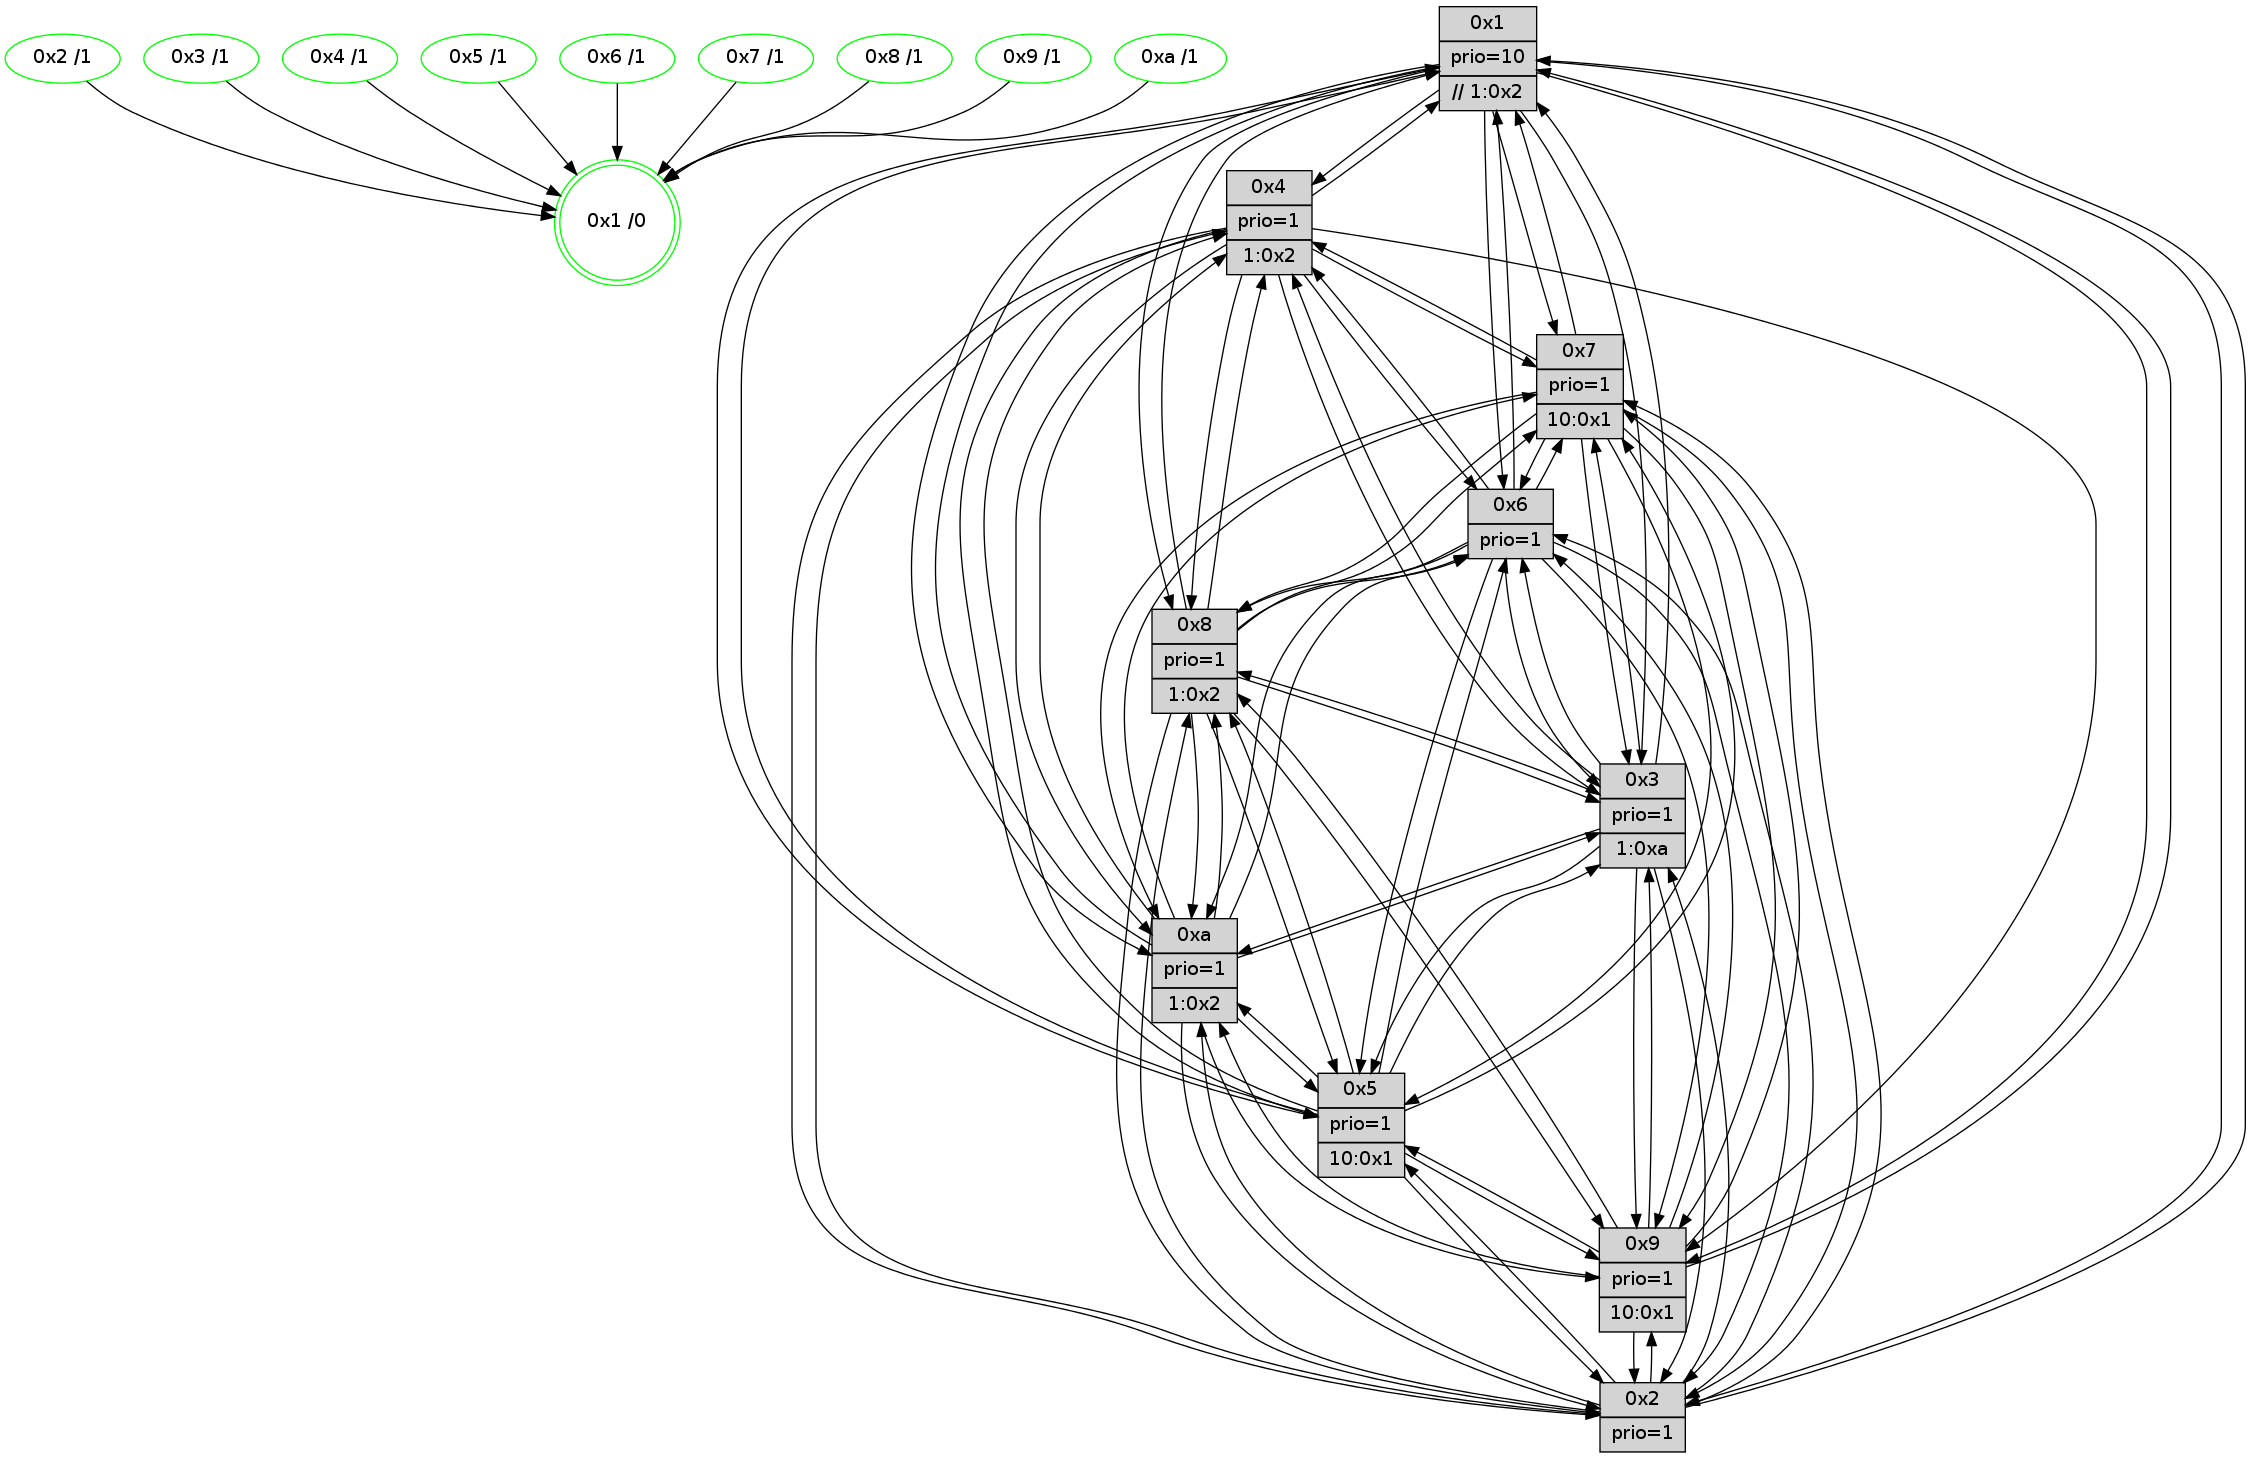 0x2 /1
0x3 /1
0x4 /1
0x5 /1
0x6 /1
0x7 /1
0x8 /1
0x9 /1
0xa /1
0x1 /0
0x1
prio=10
// 1:0x2
0x4
prio=1
1:0x2
0x7
prio=1
10:0x1
0x6
prio=1
0x8
prio=1
1:0x2
0x3
prio=1
1:0xa
0xa
prio=1
1:0x2
0x5
prio=1
10:0x1
0x9
prio=1
10:0x1
0x2
prio=1